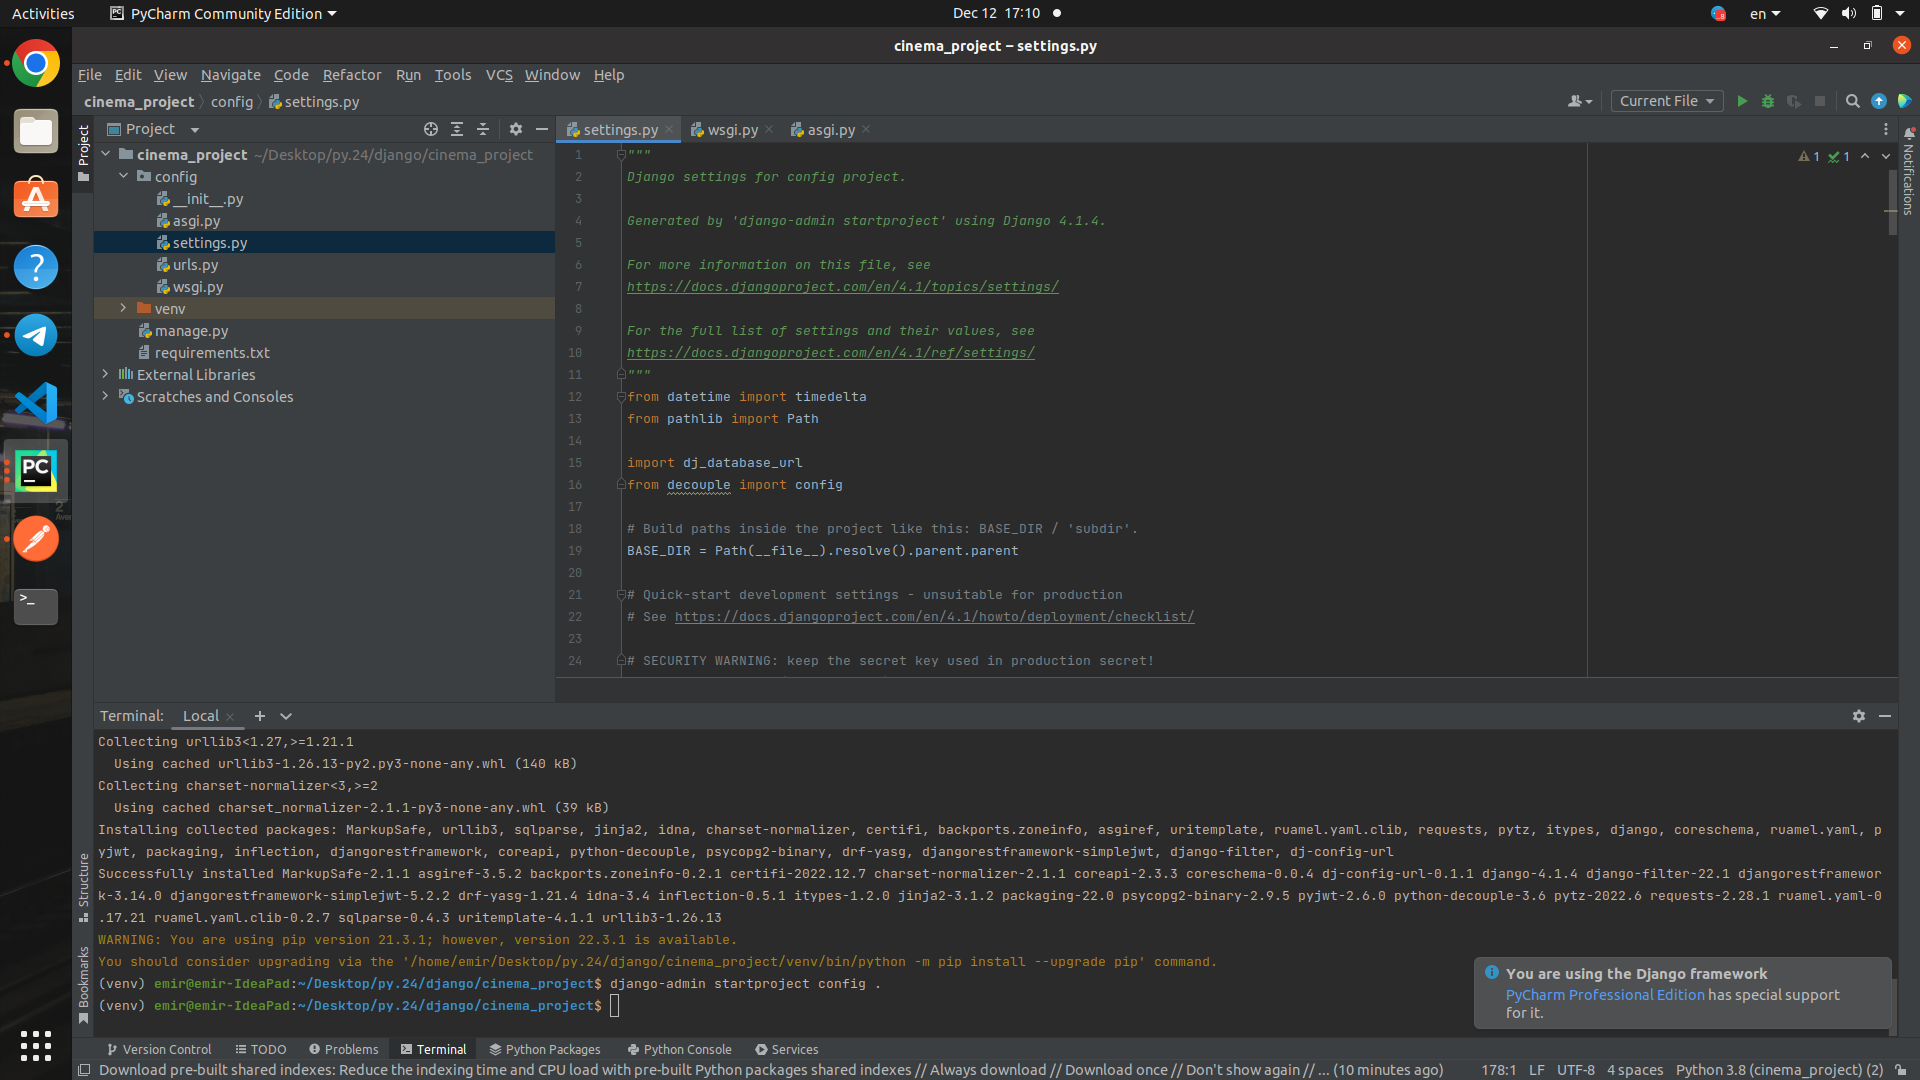 Activities
PyCharm Community Edition
Dec 12 17:10
en
cinema_project – settings.py
File Edit View Navigate Code Refactor Run Tools VCS Window Help
cinema_project config settings.py
Current File
Project
Project
settings.py
wsgi.py
asgi.py
Notifications
1 1
cinema_project ~/Desktop/py.24/django/cinema_project
config
__init__.py
asgi.py
settings.py
urls.py
wsgi.py
venv
manage.py
requirements.txt
External Libraries
Scratches and Consoles
1 """
2 Django settings for config project.
3
4 Generated by 'django-admin startproject' using Django 4.1.4.
5
6 For more information on this file, see
7 https://docs.djangoproject.com/en/4.1/topics/settings/
8
9 For the full list of settings and their values, see
10 https://docs.djangoproject.com/en/4.1/ref/settings/
11 """
12 from datetime import timedelta
13 from pathlib import Path
14
15 import dj_database_url
16 from decouple import config
17
18 # Build paths inside the project like this: BASE_DIR / 'subdir'.
19 BASE_DIR = Path(__file__).resolve().parent.parent
20
21 # Quick-start development settings - unsuitable for production
22 # See https://docs.djangoproject.com/en/4.1/howto/deployment/checklist/
23
24 # SECURITY WARNING: keep the secret key used in production secret!
Terminal: Local
Collecting urllib3<1.27,>=1.21.1
Using cached urllib3-1.26.13-py2.py3-none-any.whl (140 kB)
Collecting charset-normalizer<3,>=2
Using cached charset_normalizer-2.1.1-py3-none-any.whl (39 kB)
Installing collected packages: MarkupSafe, urllib3, sqlparse, jinja2, idna, charset-normalizer, certifi, backports.zoneinfo, asgiref, uritemplate, ruamel.yaml.clib, requests, pytz, itypes, django, coreschema, ruamel.yaml, p
yjwt, packaging, inflection, djangorestframework, coreapi, python-decouple, psycopg2-binary, drf-yasg, djangorestframework-simplejwt, django-filter, dj-config-url
Successfully installed MarkupSafe-2.1.1 asgiref-3.5.2 backports.zoneinfo-0.2.1 certifi-2022.12.7 charset-normalizer-2.1.1 coreapi-2.3.3 coreschema-0.0.4 dj-config-url-0.1.1 django-4.1.4 django-filter-22.1 djangorestframewor
k-3.14.0 djangorestframework-simplejwt-5.2.2 drf-yasg-1.21.4 idna-3.4 inflection-0.5.1 itypes-1.2.0 jinja2-3.1.2 packaging-22.0 psycopg2-binary-2.9.5 pyjwt-2.6.0 python-decouple-3.6 pytz-2022.6 requests-2.28.1 ruamel.yaml-0
.17.21 ruamel.yaml.clib-0.2.7 sqlparse-0.4.3 uritemplate-4.1.1 urllib3-1.26.13
WARNING: You are using pip version 21.3.1; however, version 22.3.1 is available.
You should consider upgrading via the '/home/emir/Desktop/py.24/django/cinema_project/venv/bin/python -m pip install --upgrade pip' command.
(venv) emir@emir-IdeaPad:~/Desktop/py.24/django/cinema_project$ django-admin startproject config .
(venv) emir@emir-IdeaPad:~/Desktop/py.24/django/cinema_project$
Structure
Bookmarks
You are using the Django framework
PyCharm Professional Edition has special support
for it.
Version Control TODO Problems Terminal Python Packages Python Console Services
Download pre-built shared indexes: Reduce the indexing time and CPU load with pre-built Python packages shared indexes // Always download // Download once // Don't show again // ... (10 minutes ago)
178:1 LF UTF-8 4 spaces Python 3.8 (cinema_project) (2)